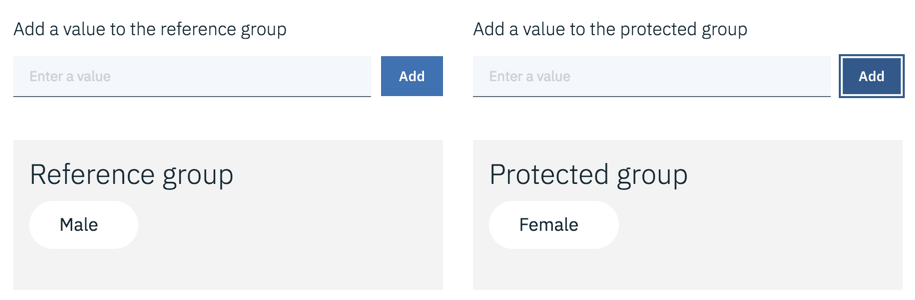 Add a value to the reference group
Enter a value
Add
Reference group
Male
Add a value to the protected group
Enter a value
Add
Protected group
Female